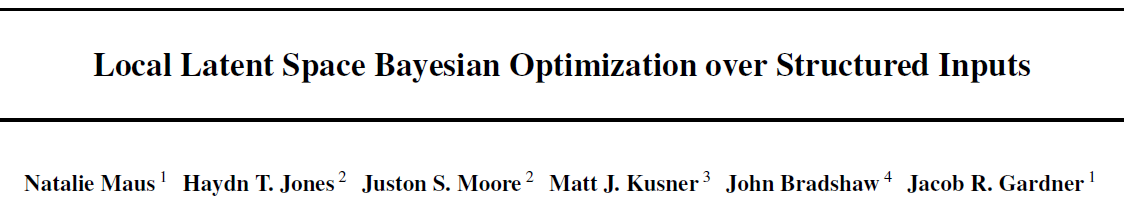 Local Latent Space Bayesian Optimization over Structured Inputs
Natalie Maus 1 Haydn T. Jones 2 Juston S. Moore 2 Matt J. Kusner 3 John Bradshaw 4 Jacob R. Gardner 1